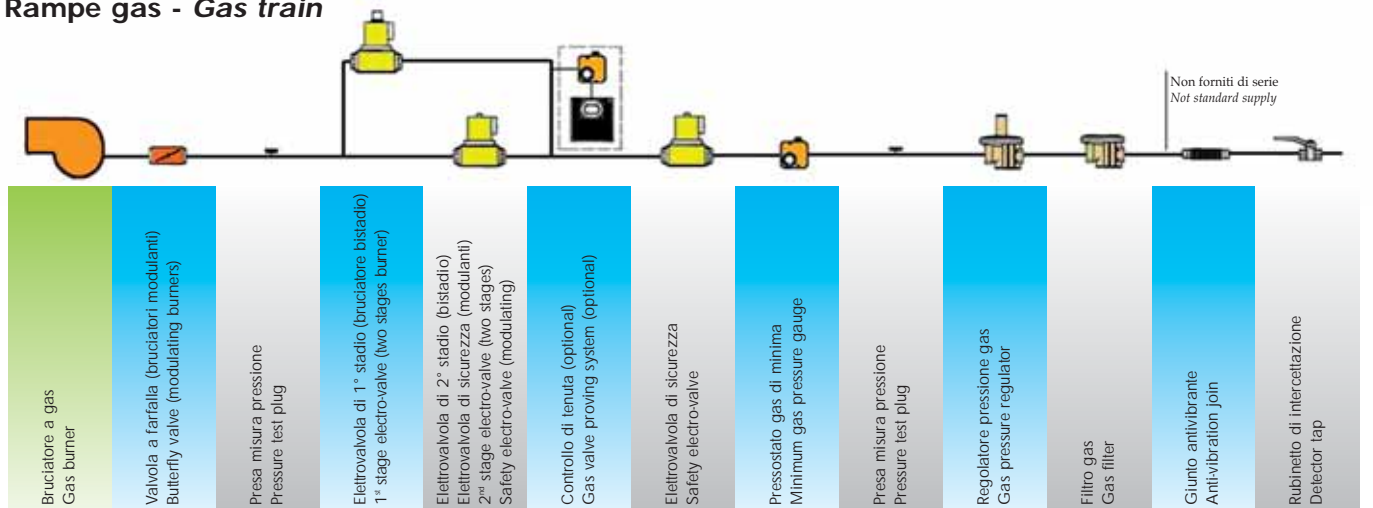 Rampe gas - Gas train
Non forniti di serie
Not standard supply
Bruciatore a gas
Gas burner
Valvola a farfalla (bruciatori modulanti)
Butterfly valve (modulating burners)
Presa misura pressione
Pressure test plug
Elettrovalvola di 1° stadio (bruciatore bistadio)
1st stage electro-valve (two stages burner)
Elettrovalvola di 2° stadio (bistadio)
Elettrovalvola di sicurezza (modulanti)
2nd stage electro-valve (two stages)
Safety electro-valve (modulating)
Controllo di tenuta (optional)
Gas valve proving system (optional)
Elettrovalvola di sicurezza
Safety electro-valve
Pressostato gas di minima
Minimum gas pressure gauge
Presa misura pressione
Pressure test plug
Regolatore pressione gas
Gas pressure regulator
Filtro gas
Gas filter
Giunto antivibrante
Anti-vibration join
Rubinetto di intercettazione
Detector tap